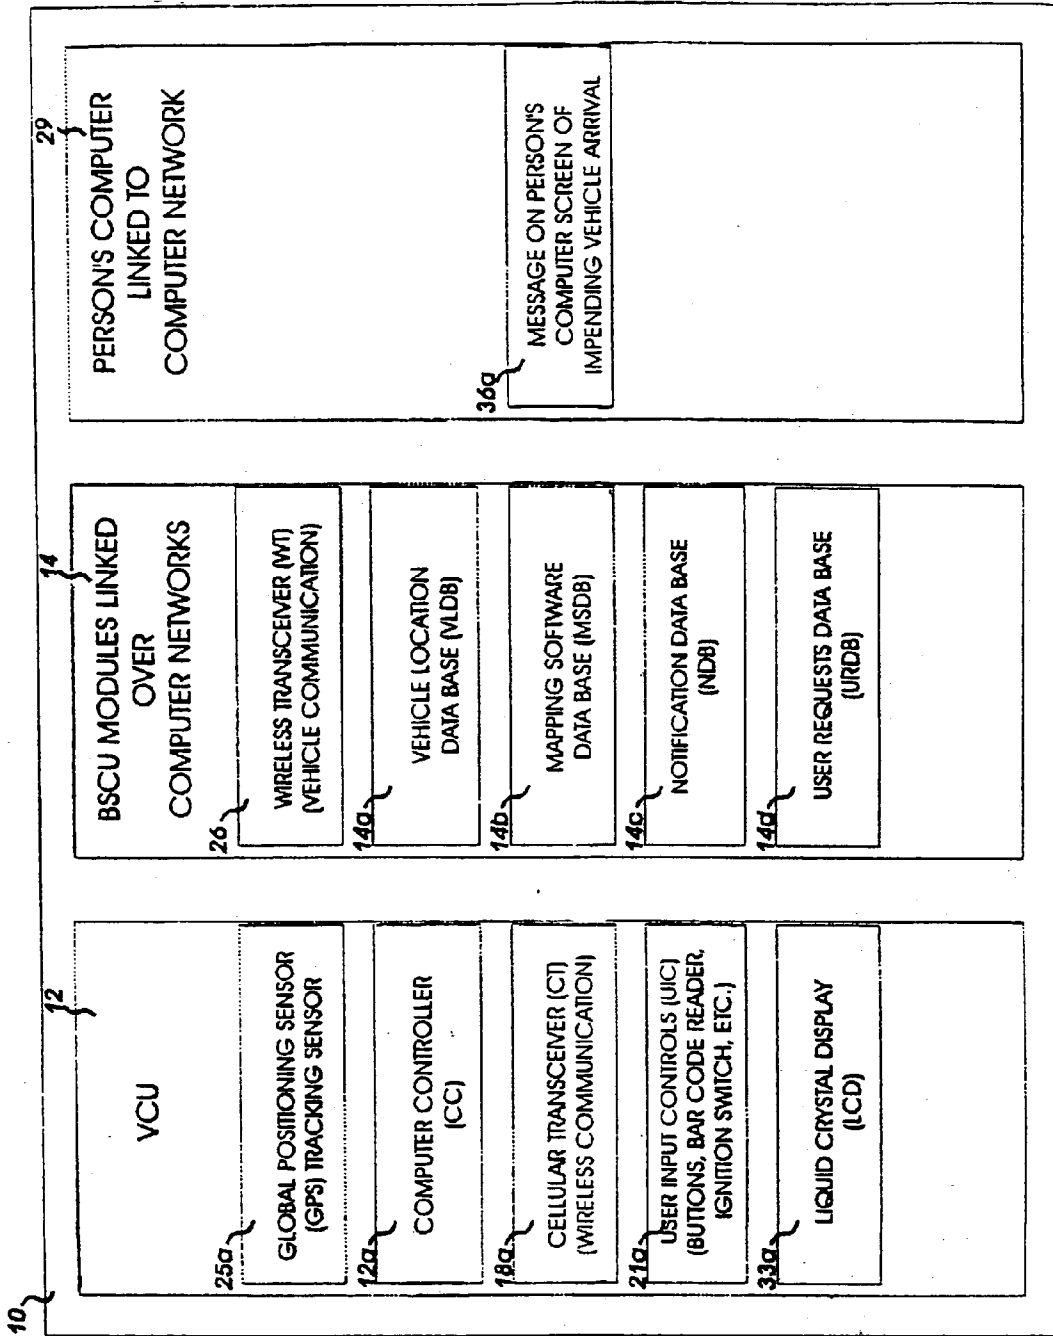 10
12
VCU
25a
GLOBAL POSITIONING SENSOR
(GPS) TRACKING SENSOR
12a
COMPUTER CONTROLLER
(CC)
18a
CELLULAR TRANSCEIVER (CT)
(WIRELESS COMMUNICATION)
21a
USER INPUT CONTROLS (UIC)
(BUTTONS, BAR CODE READER,
IGNITION SWITCH, ETC.)
33a
LIQUID CRYSTAL DISPLAY
(LCD)
14
BSCU MODULES LINKED
OVER
COMPUTER NETWORKS
26
WIRELESS TRANSCEIVER (WT)
(VEHICLE COMMUNICATION)
14a
VEHICLE LOCATION
DATA BASE (VLDB)
14b
MAPPING SOFTWARE
DATA BASE (MSDB)
14c
NOTIFICATION DATA BASE
(NDB)
14d
USER REQUESTS DATA BASE
(URDB)
29
PERSON'S COMPUTER
LINKED TO
COMPUTER NETWORK
36a
MESSAGE ON PERSON'S
COMPUTER SCREEN OF
IMPENDING VEHICLE ARRIVAL